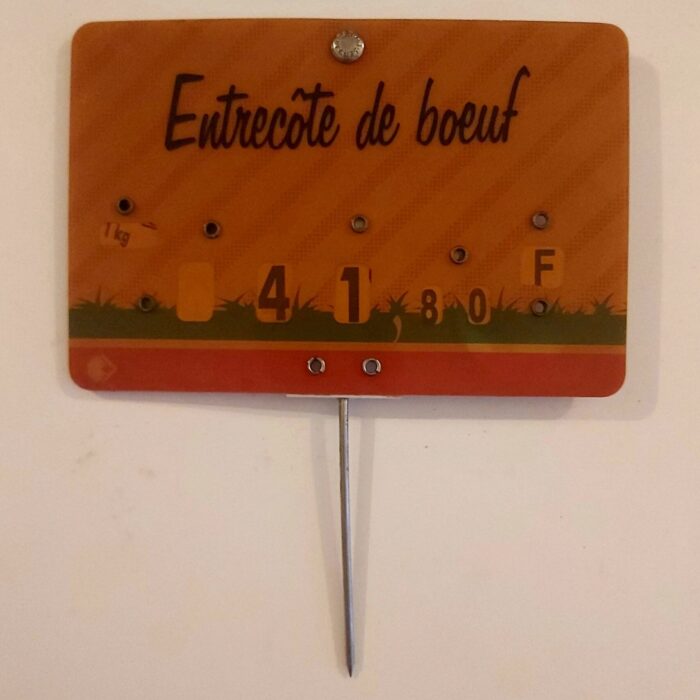 Entrecôte de boeuf
1 kg
41,80 F